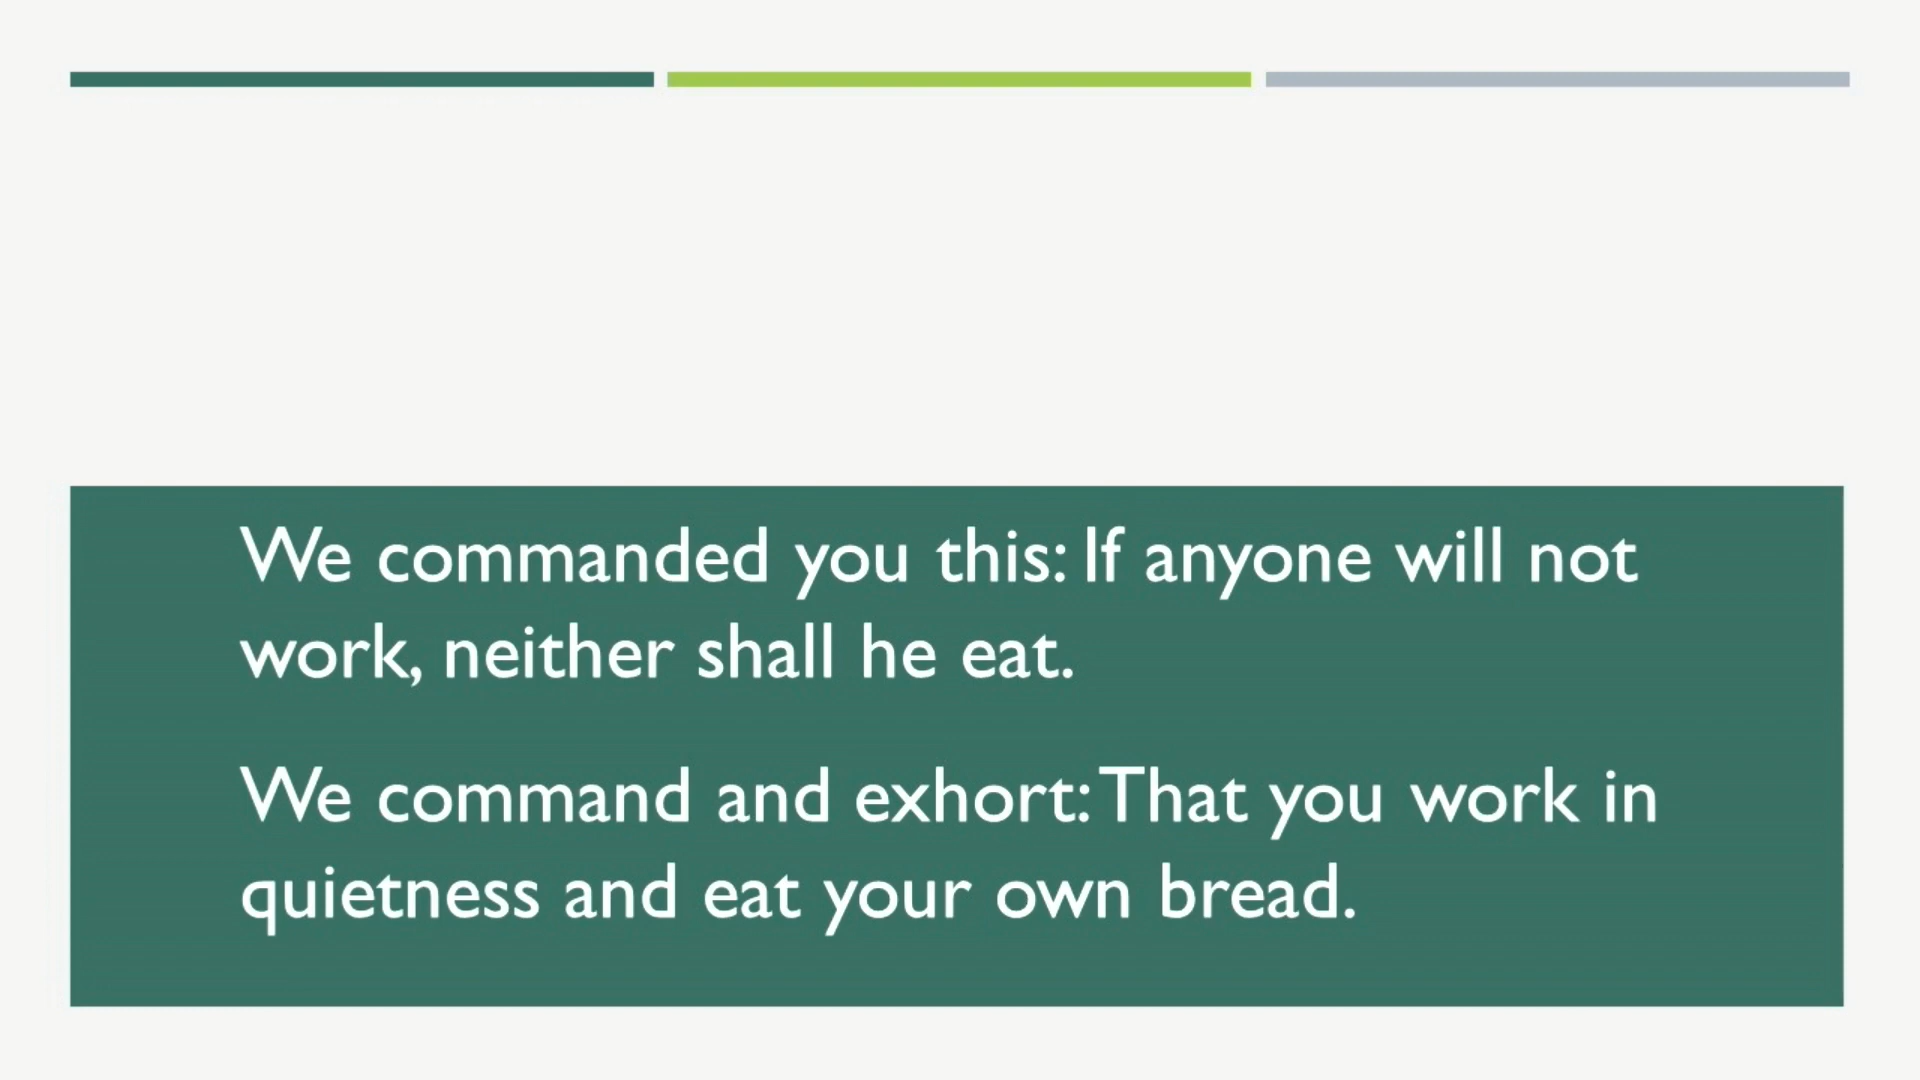 We commanded you this: If anyone will not
work, neither shall he eat.
We command and exhort: That you work in
quietness and eat your own bread.